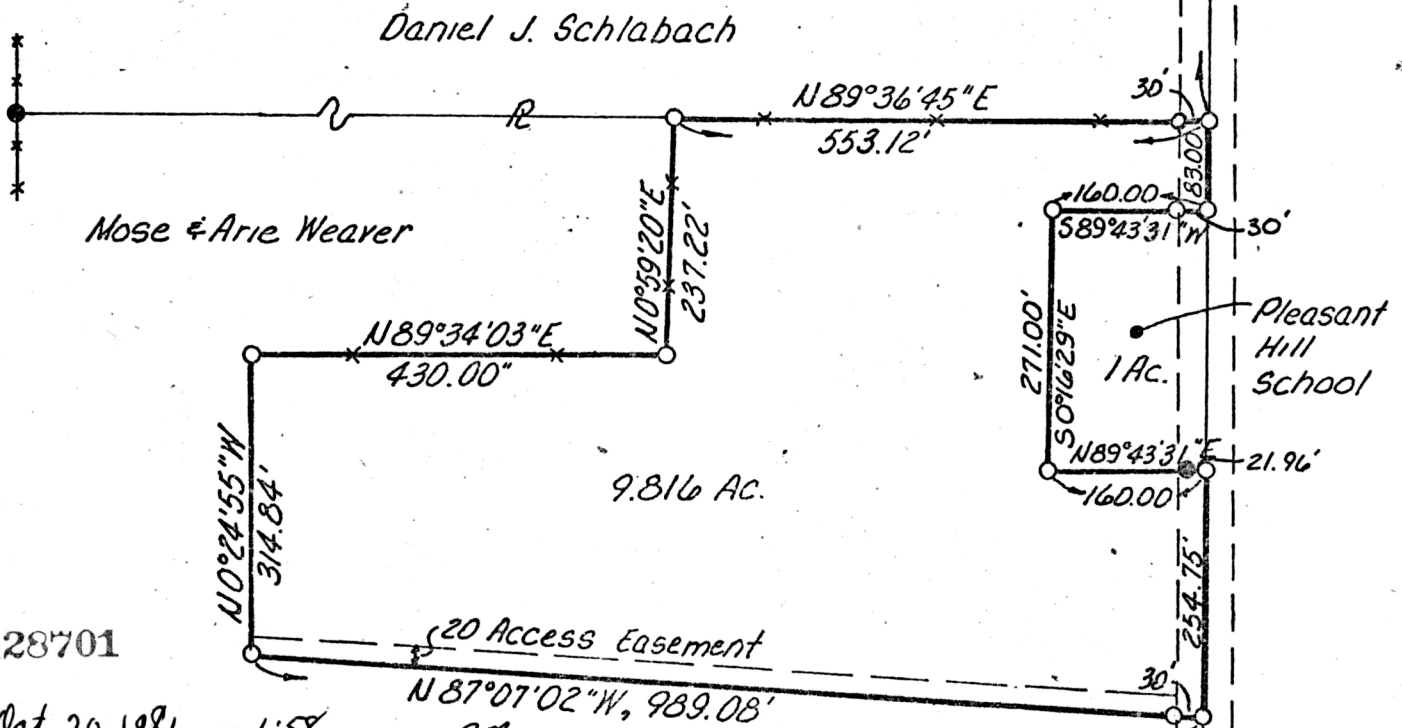 Daniel J. Schlabach
N89°36'45"E
553.12'
30'
83.00
160.00
S89°43'31"W
30'
Mose & Arie Weaver
N0°59'20"E
237.22'
N89°34'03"E
430.00"
271.00'
S0°16'29"E
Pleasant
Hill
School
1 Ac.
N89°43'31"E
21.96'
160.00
9.816 Ac.
N0°24'55"W
314.84'
254.75'
28701
20 Access Easement
30'
N87°07'02"W, 989.08'